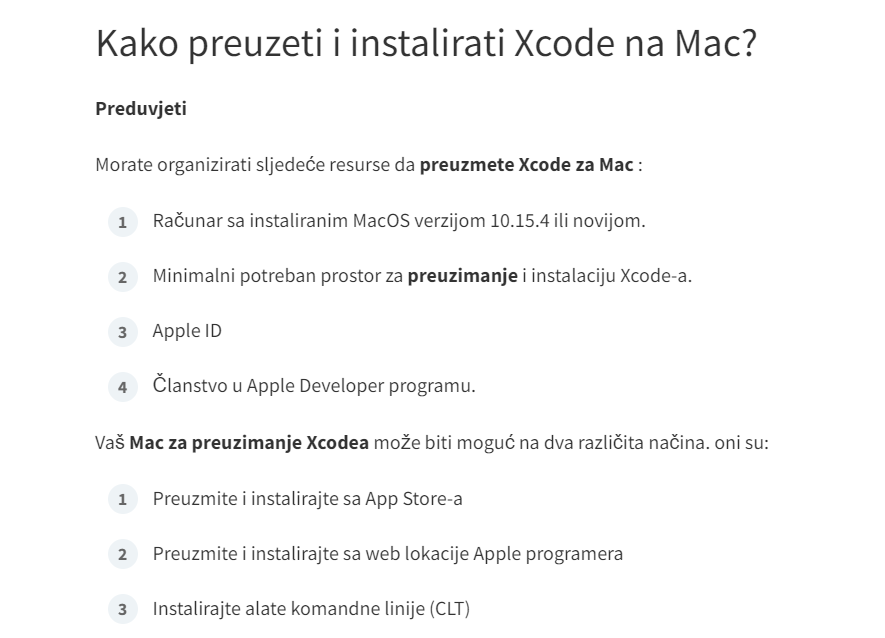 Kako preuzeti i instalirati Xcode na Mac?
Preduvjeti
Morate organizirati sljedeće resurse da preuzmete Xcode za Mac :
1 Računar sa instaliranim MacOS verzijom 10.15.4 ili novijom.
2 Minimalni potreban prostor za preuzimanje i instalaciju Xcode-a.
3 Apple ID
4 Članstvo u Apple Developer programu.
Vaš Mac za preuzimanje Xcodea može biti moguć na dva različita načina. oni su:
1 Preuzmite i instalirajte sa App Store-a
2 Preuzmite i instalirajte sa web lokacije Apple programera
3 Instalirajte alate komandne linije (CLT)